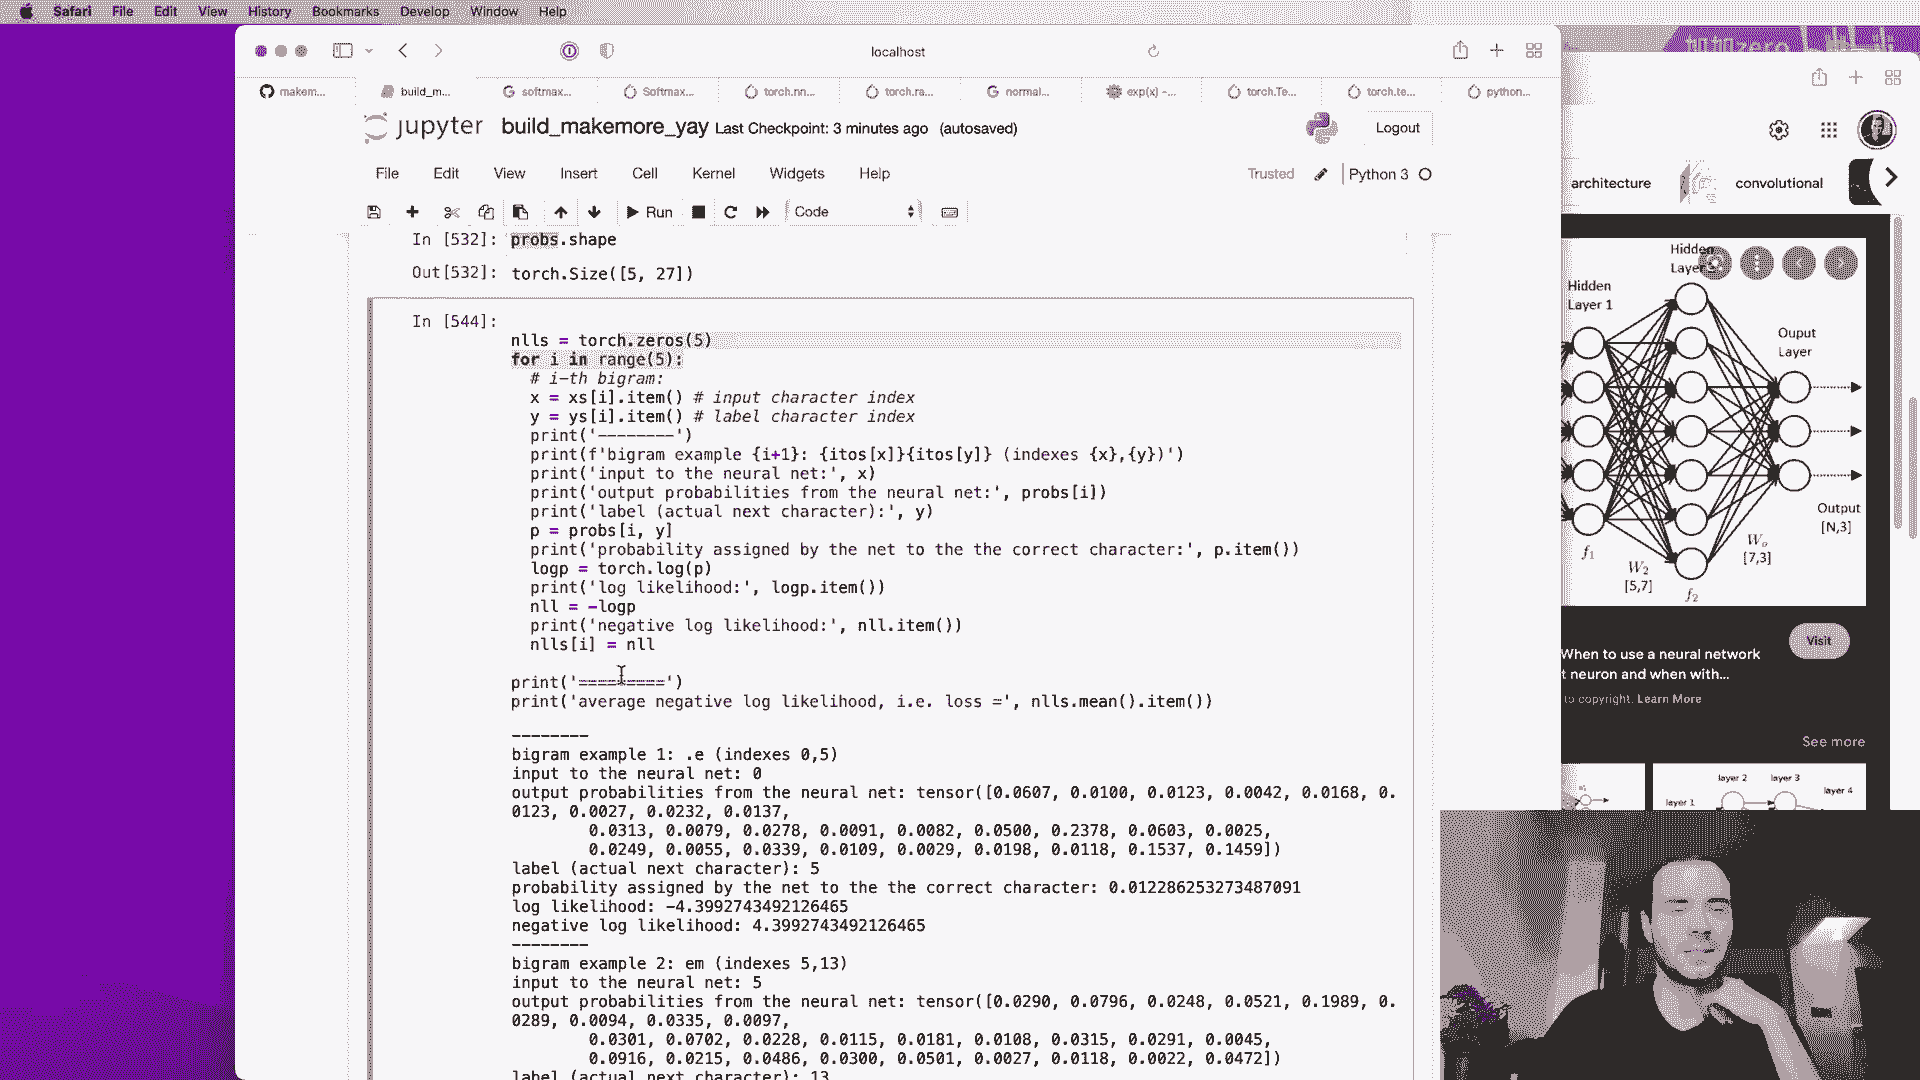 Safari File Edit View History Bookmarks Develop Window Help
localhost
makem... build_m... softmax... Softmax... torch.nn... torch.ra... normal... exp(x) -... torch.Te... torch.te... python...
jupyter build_makemore_yay Last Checkpoint: 3 minutes ago (autosaved) Logout
File Edit View Insert Cell Kernel Widgets Help Trusted Python 3
Run Code
In [532]: probs.shape
Out[532]: torch.Size([5, 27])
In [544]:
nlls = torch.zeros(5)
for i in range(5):
# i-th bigram:
x = xs[i].item() # input character index
y = ys[i].item() # label character index
print('--------')
print(f'bigram example {i+1}: {itos[x]}{itos[y]} (indexes {x},{y})')
print('input to the neural net:', x)
print('output probabilities from the neural net:', probs[i])
print('label (actual next character):', y)
p = probs[i, y]
print('probability assigned by the net to the the correct character:', p.item())
logp = torch.log(p)
print('log likelihood:', logp.item())
nll = -logp
print('negative log likelihood:', nll.item())
nlls[i] = nll
print('=========')
print('average negative log likelihood, i.e. loss =', nlls.mean().item())
--------
bigram example 1: .e (indexes 0,5)
input to the neural net: 0
output probabilities from the neural net: tensor([0.0607, 0.0100, 0.0123, 0.0042, 0.0168, 0.
0123, 0.0027, 0.0232, 0.0137,
0.0313, 0.0079, 0.0278, 0.0091, 0.0082, 0.0500, 0.2378, 0.0603, 0.0025,
0.0249, 0.0055, 0.0339, 0.0109, 0.0029, 0.0198, 0.0118, 0.1537, 0.1459])
label (actual next character): 5
probability assigned by the net to the the correct character: 0.012286253273487091
log likelihood: -4.3992743492126465
negative log likelihood: 4.3992743492126465
--------
bigram example 2: em (indexes 5,13)
input to the neural net: 5
output probabilities from the neural net: tensor([0.0290, 0.0796, 0.0248, 0.0521, 0.1989, 0.
0289, 0.0094, 0.0335, 0.0097,
0.0301, 0.0702, 0.0228, 0.0115, 0.0181, 0.0108, 0.0315, 0.0291, 0.0045,
0.0916, 0.0215, 0.0486, 0.0300, 0.0501, 0.0027, 0.0118, 0.0022, 0.0472])
label (actual next character): 13
architecture convolutional
Hidden
Layer
Hidden
Layer 1
Ouput
Layer
Output
[N,3]
Wo
[7,3]
W2
[5,7]
f1
f2
Visit
When to use a neural network
t neuron and when with...
to copyright. Learn More
See more
layer 1 layer 2 layer 3 layer 4